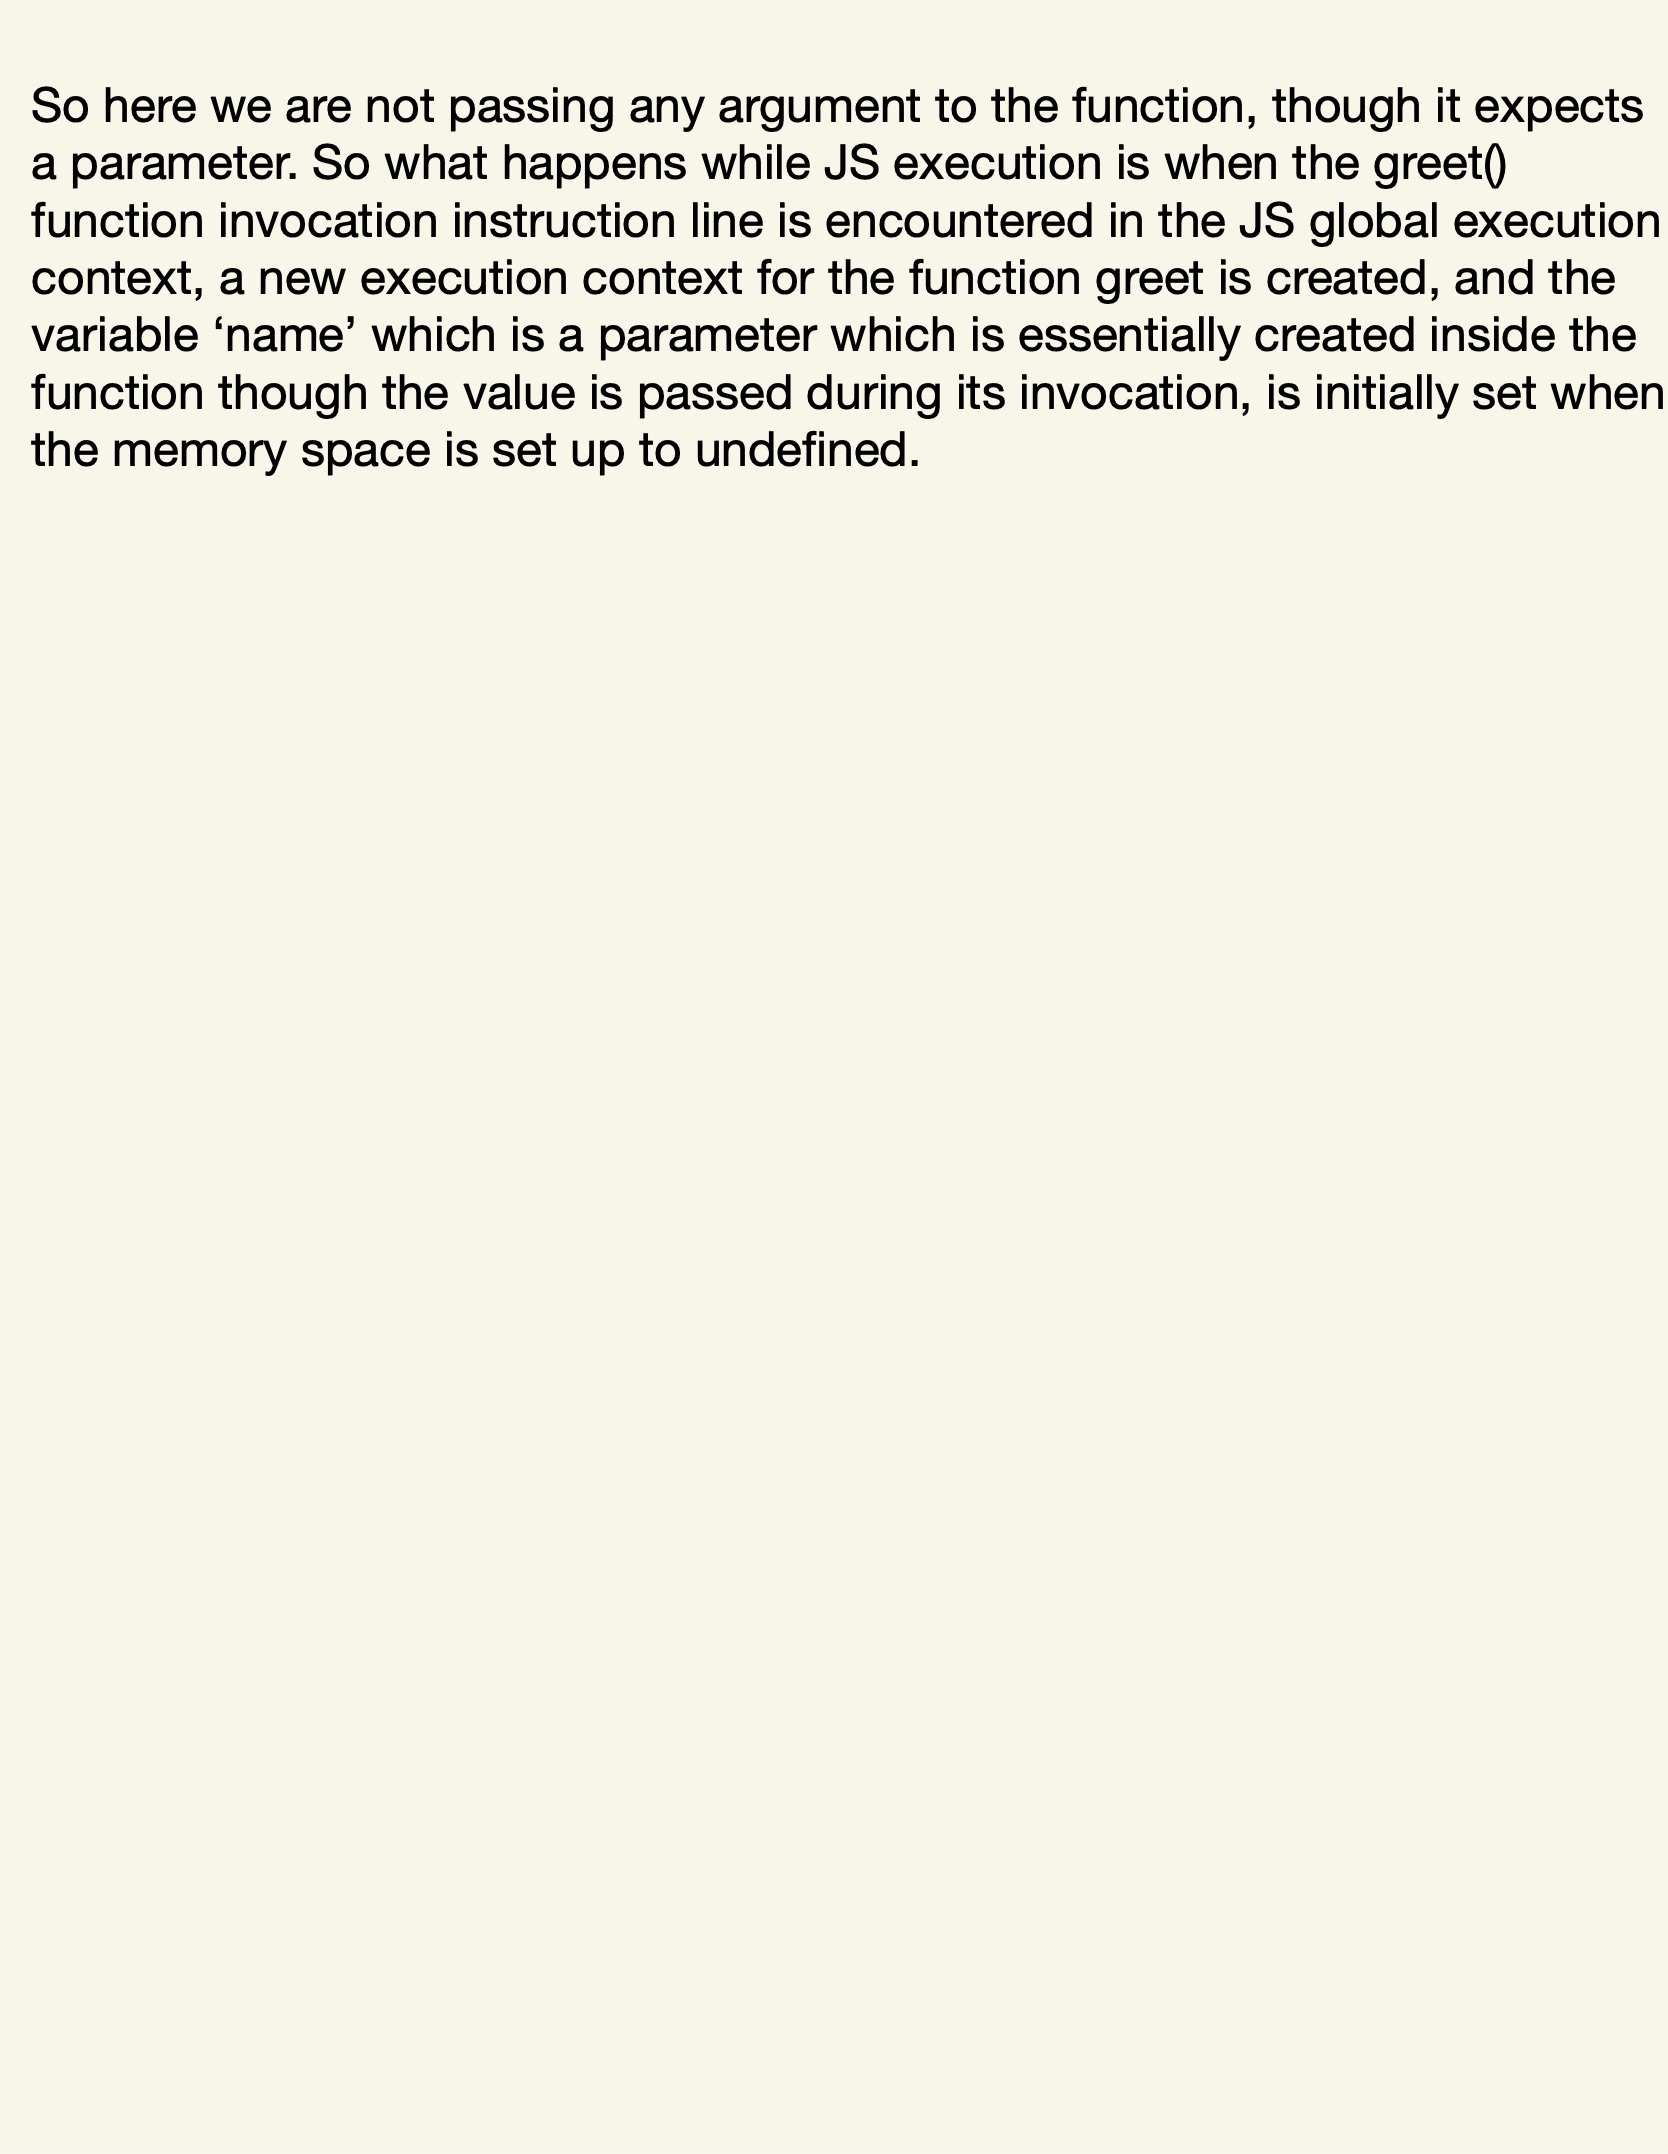 So here we are not passing any argument to the function, though it expects
a parameter. So what happens while JS execution is when the greet()
function invocation instruction line is encountered in the JS global execution
context, a new execution context for the function greet is created, and the
variable ‘name’ which is a parameter which is essentially created inside the
function though the value is passed during its invocation, is initially set when
the memory space is set up to undefined.